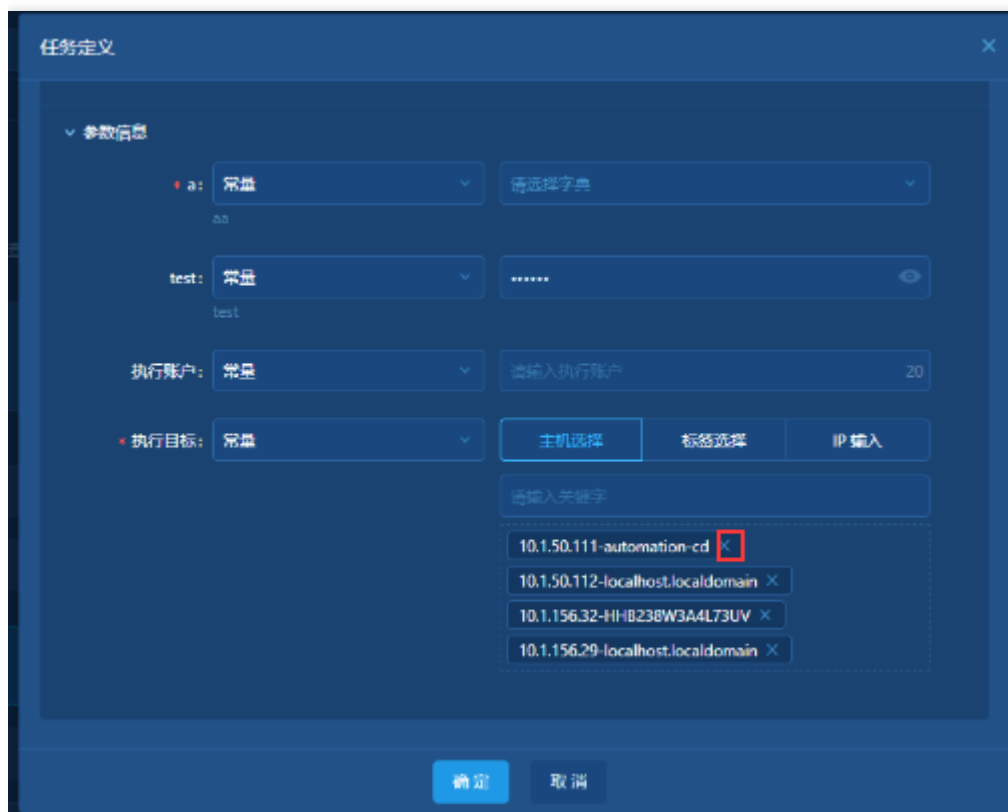 任务定义
参数信息
* a: 常量 请选择字典
aa
test: 常量 ••••••
test
执行账户: 常量 请输入执行账户 20
* 执行目标: 常量 主机选择 标签选择 IP 输入
请输入关键字
10.1.50.111-automation-cd
10.1.50.112-localhost.localdomain
10.1.156.32-HHB238W3A4L73UV
10.1.156.29-localhost.localdomain
确定 取消